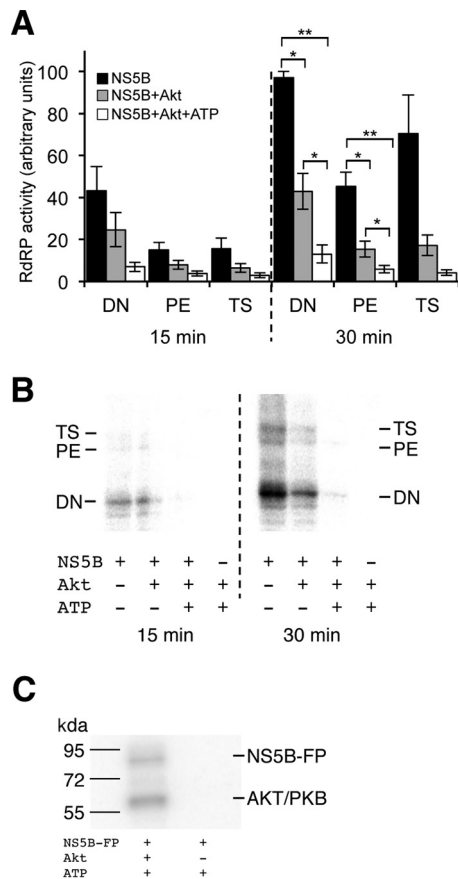 A
RdRP activity (arbitrary units)
100
80
60
40
20
0
NS5B
NS5B+Akt
NS5B+Akt+ATP
** 
* 
* 
** 
* 
*
DN PE TS DN PE TS
15 min 30 min
B
TS
PE
DN
TS
PE
DN
NS5B + + + – + + + –
Akt – + + + – + + +
ATP – – + + – – + +
15 min 30 min
C
kda
95
72
55
NS5B-FP
AKT/PKB
NS5B-FP + +
Akt + –
ATP + +